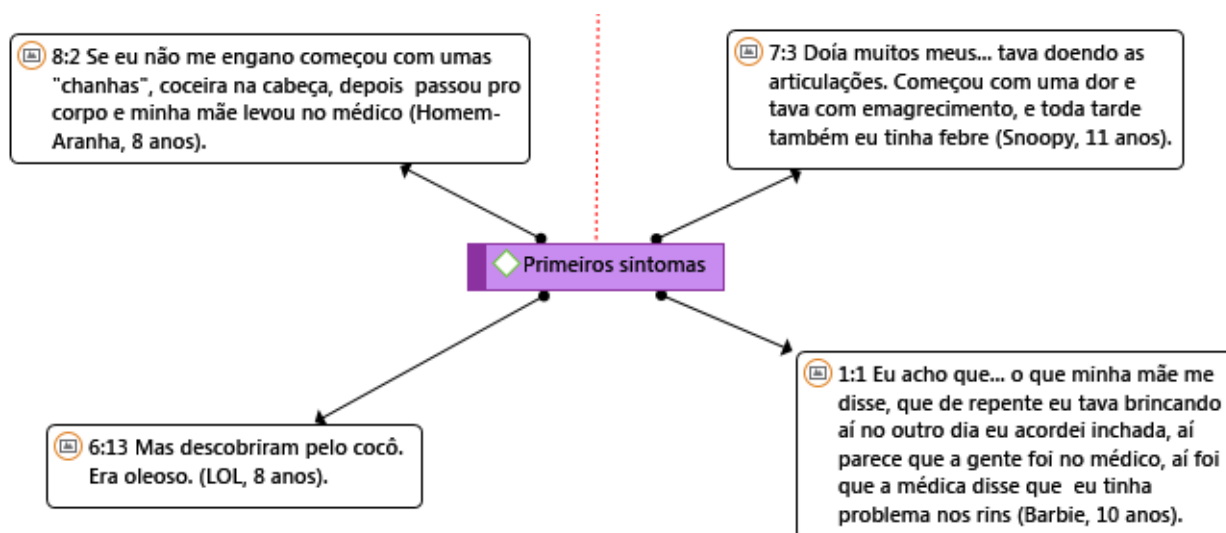 8:2 Se eu não me engano começou com umas
"chanhas", coceira na cabeça, depois passou pro
corpo e minha mãe levou no médico (Homem-
Aranha, 8 anos).
7:3 Doía muitos meus... tava doendo as
articulações. Começou com uma dor e
tava com emagrecimento, e toda tarde
também eu tinha febre (Snoopy, 11 anos).
Primeiros sintomas
6:13 Mas descobriram pelo cocô.
Era oleoso. (LOL, 8 anos).
1:1 Eu acho que... o que minha mãe me
disse, que de repente eu tava brincando
aí no outro dia eu acordei inchada, aí
parece que a gente foi no médico, aí foi
que a médica disse que eu tinha
problema nos rins (Barbie, 10 anos).